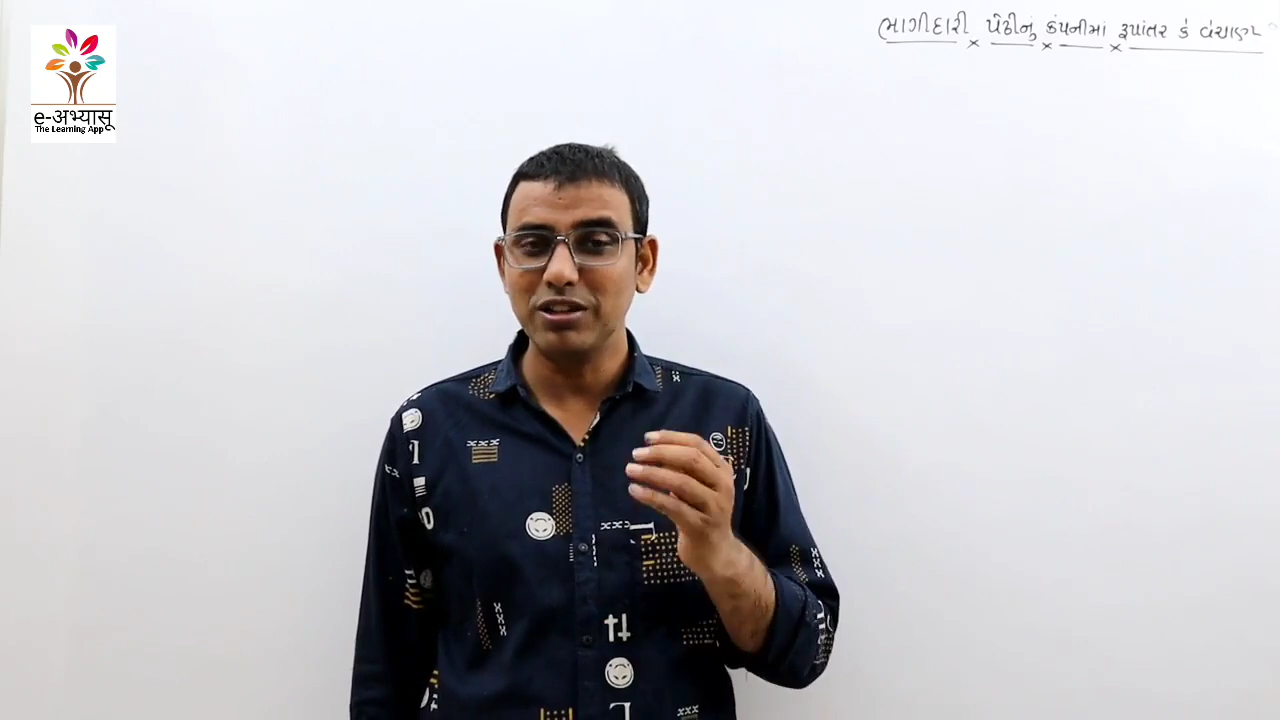 e-अभ्यासू
The Learning App
ભાગીદારી પેઢીનું કંપનીમાં રૂપાંતર કે વેચાણ